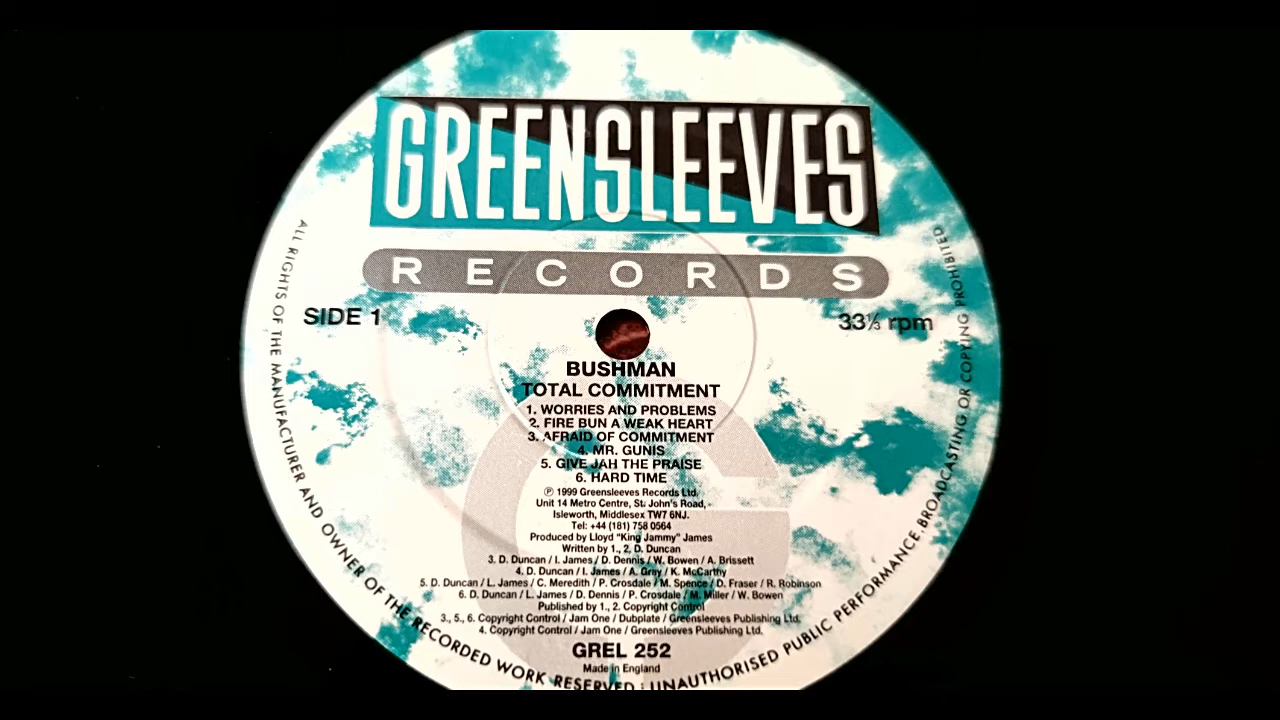 GREENSLEEVES
RECORDS
SIDE 1
33⅓ rpm
BUSHMAN
TOTAL COMMITMENT
1. WORRIES AND PROBLEMS
2. FIRE BUN A WEAK HEART
3. AFRAID OF COMMITMENT
4. MR. GUNIS
5. GIVE JAH THE PRAISE
6. HARD TIME
℗ 1999 Greensleeves Records Ltd.
Unit 14 Metro Centre, St. John's Road,
Isleworth, Middlesex TW7 6NJ.
Tel: +44 (181) 758 0564
Produced by Lloyd "King Jammy" James
Written by 1., 2, D. Duncan
3. D. Duncan / I. James / D. Dennis / W. Bowen / A. Brissett
4. D. Duncan / I. James / A. Gray / K. McCarthy
5. D. Duncan / L. James / C. Meredith / P. Crosdale / M. Spence / D. Fraser / R. Robinson
6. D. Duncan / L. James / D. Dennis / P. Crosdale / M. Miller / W. Bowen
Published by 1., 2. Copyright Control
3., 5., 6. Copyright Control / Jam One / Dubplate / Greensleeves Publishing Ltd.
4. Copyright Control / Jam One / Greensleeves Publishing Ltd.
GREL 252
Made in England
ALL RIGHTS OF THE MANUFACTURER AND OWNER OF THE RECORDED WORK RESERVED : UNAUTHORISED PUBLIC PERFORMANCE, BROADCASTING OR COPYING PROHIBITED